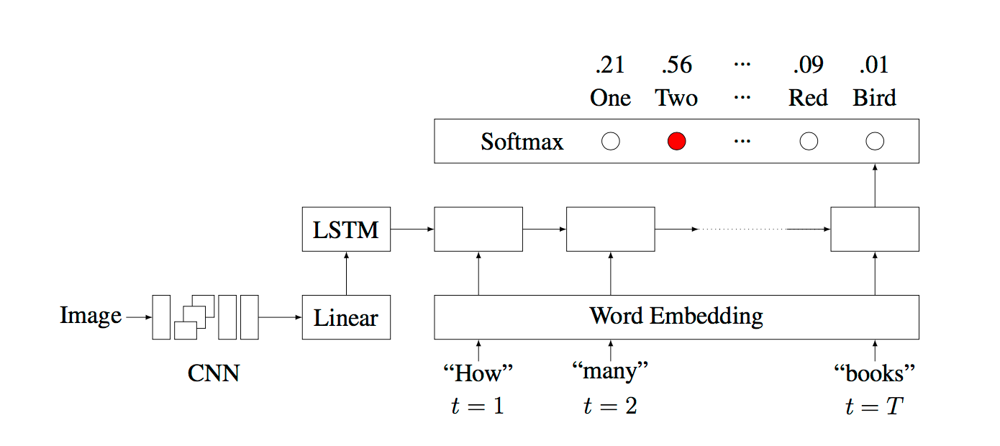 .21 .56 ... .09 .01
One Two ... Red Bird
Softmax ...
LSTM
Image
Linear
Word Embedding
CNN
“How” “many” “books”
t = 1 t = 2 t = T